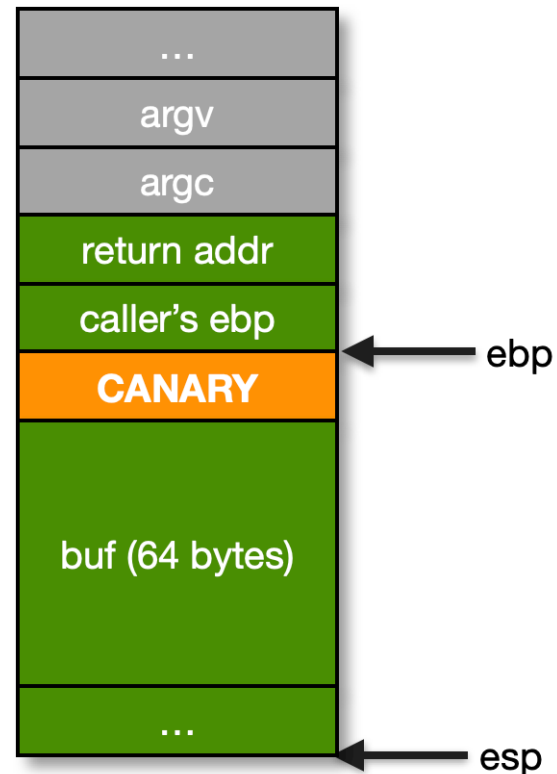 ...
argv
argc
return addr
caller's ebp
ebp
CANARY
buf (64 bytes)
...
esp